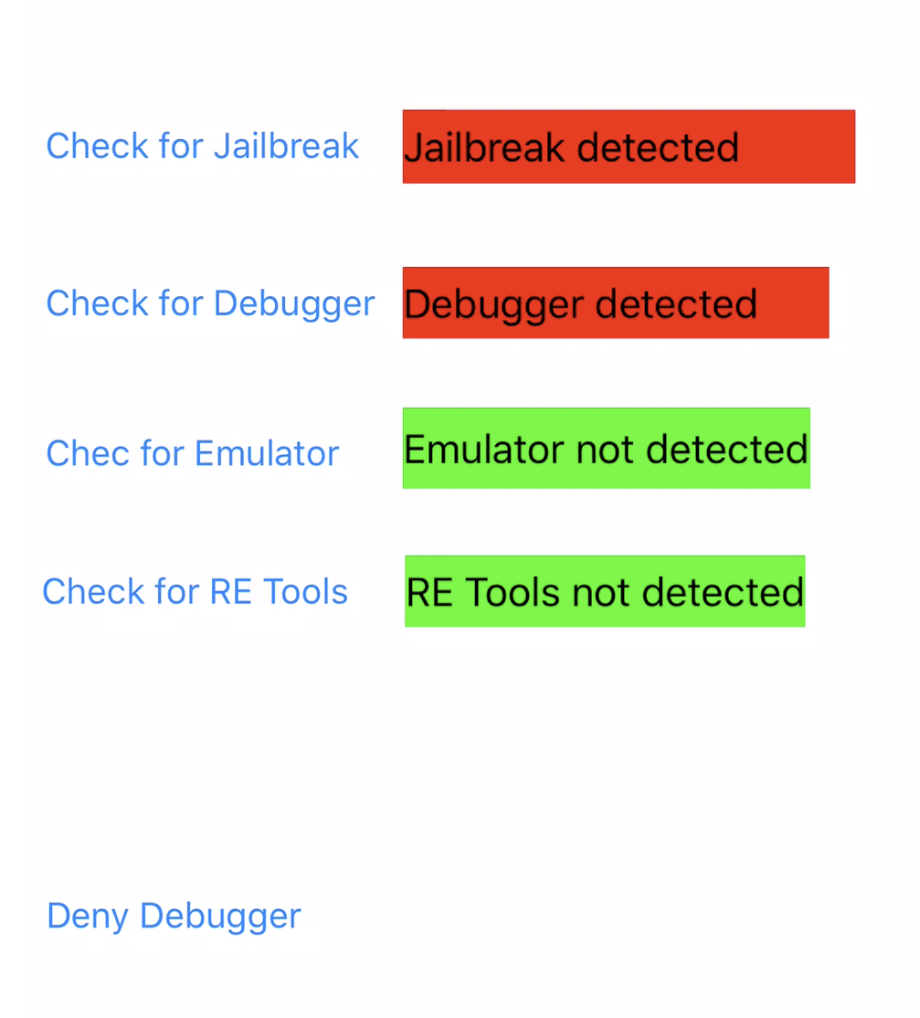 Check for Jailbreak Jailbreak detected
Check for Debugger Debugger detected
Chec for Emulator Emulator not detected
Check for RE Tools RE Tools not detected
Deny Debugger